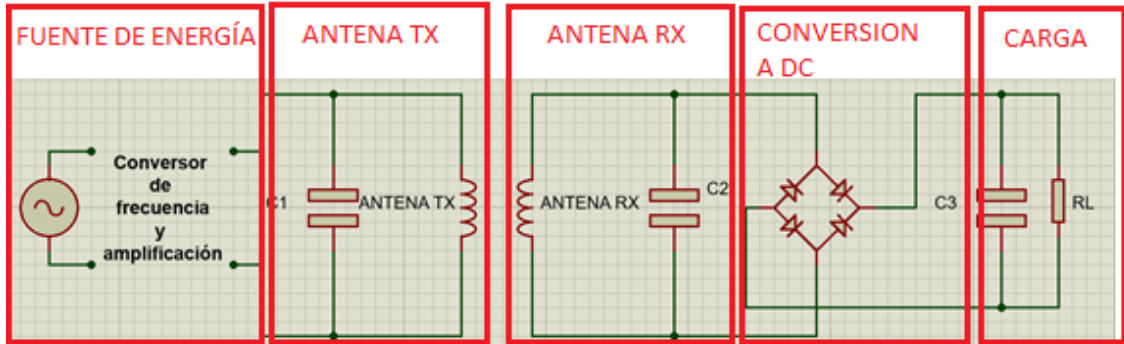 FUENTE DE ENERGÍA
ANTENA TX
ANTENA RX
CONVERSION
A DC
CARGA
Conversor
de
frecuencia
y
amplificación
C1
ANTENA TX
ANTENA RX
C2
C3
RL